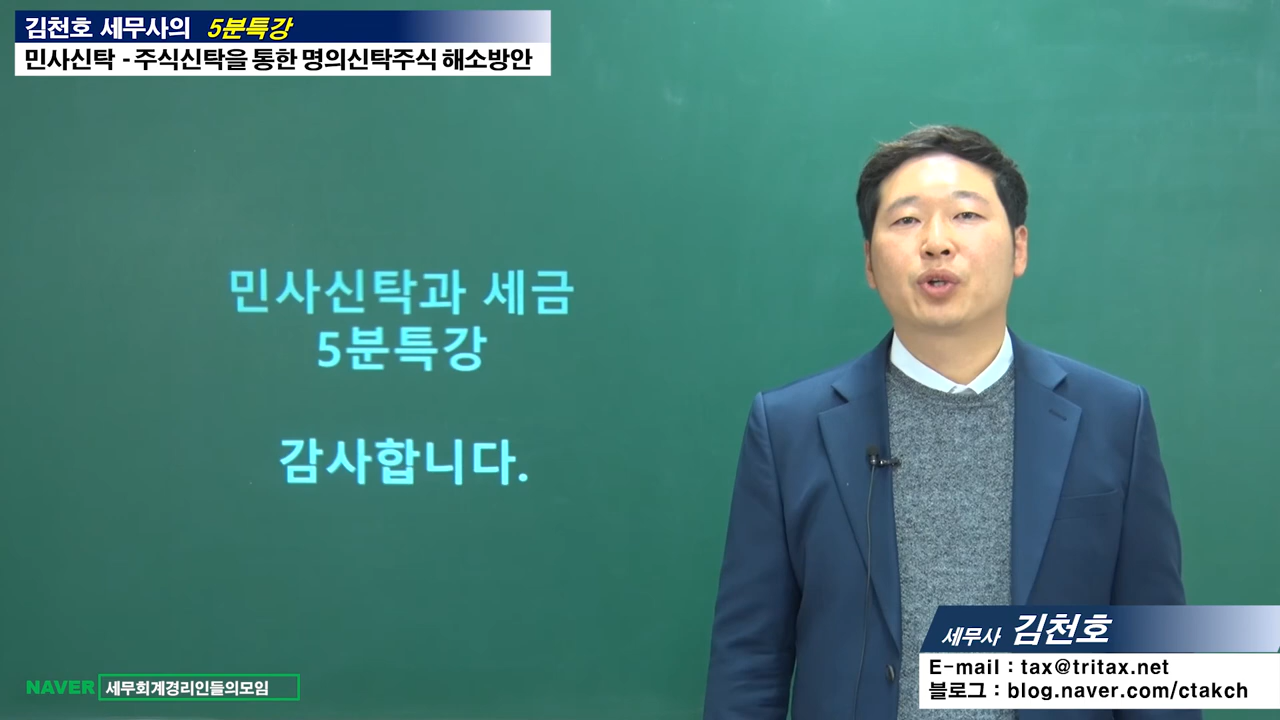 김천호 세무사의 5분특강
민사신탁 - 주식신탁을 통한 명의신탁주식 해소방안
민사신탁과 세금
5분특강
감사합니다.
세무사 김천호
E-mail : tax@tritax.net
블로그 : blog.naver.com/ctakch
NAVER 세무회계경리인들의모임